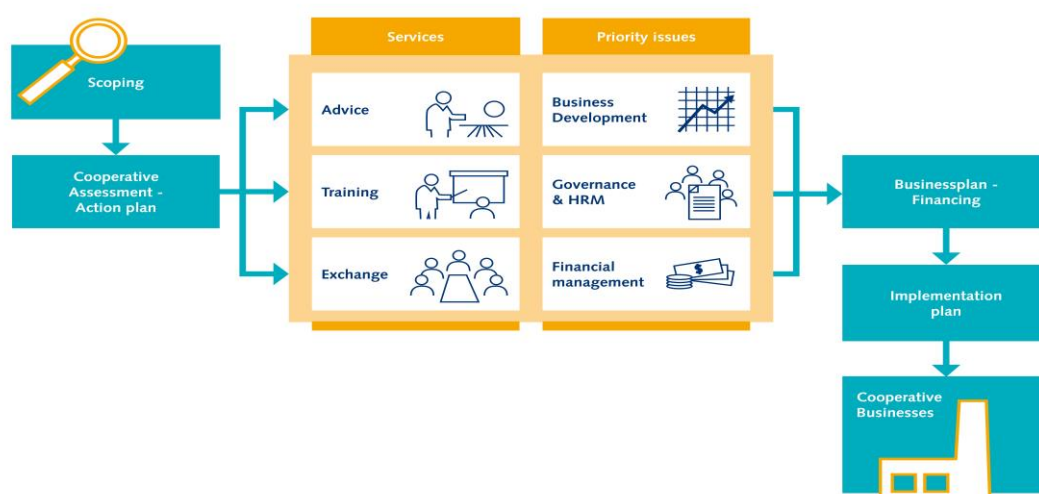 Scoping
Cooperative
Assessment -
Action plan
Services
Advice
Training
Exchange
Priority issues
Business
Development
Governance
& HRM
$
Financial
management
Businessplan -
Financing
Implementation
plan
Cooperative
Businesses